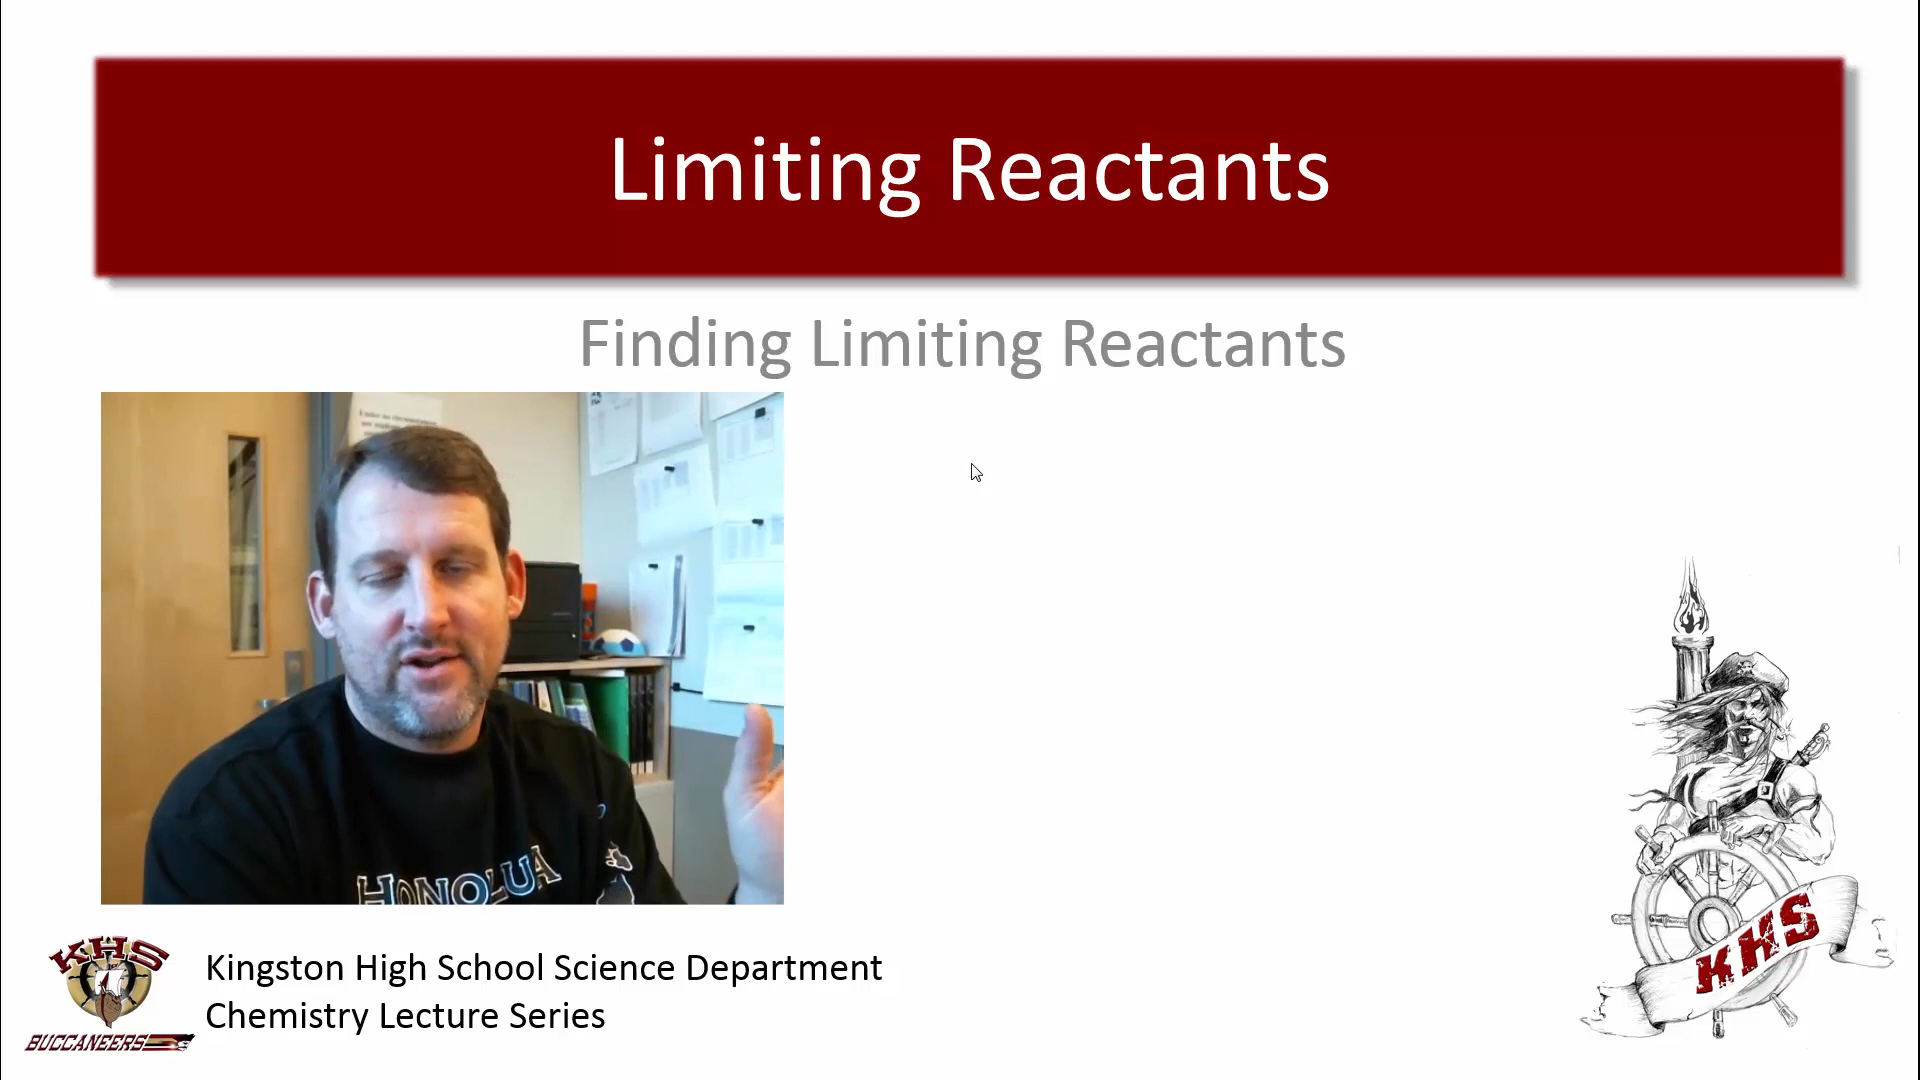 Limiting Reactants
Finding Limiting Reactants
HONOLUA
KHS
BUCCANEERS
Kingston High School Science Department
Chemistry Lecture Series
KHS